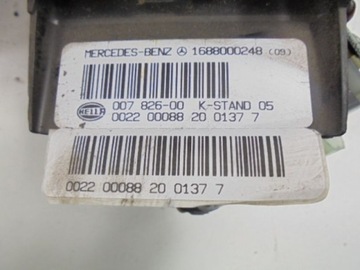 MERCEDES-BENZ 1688000248 (09)
HELLA 007 826-00 K-STAND 05
0022 00088 20 0137 7
0022 00088 20 0137 7